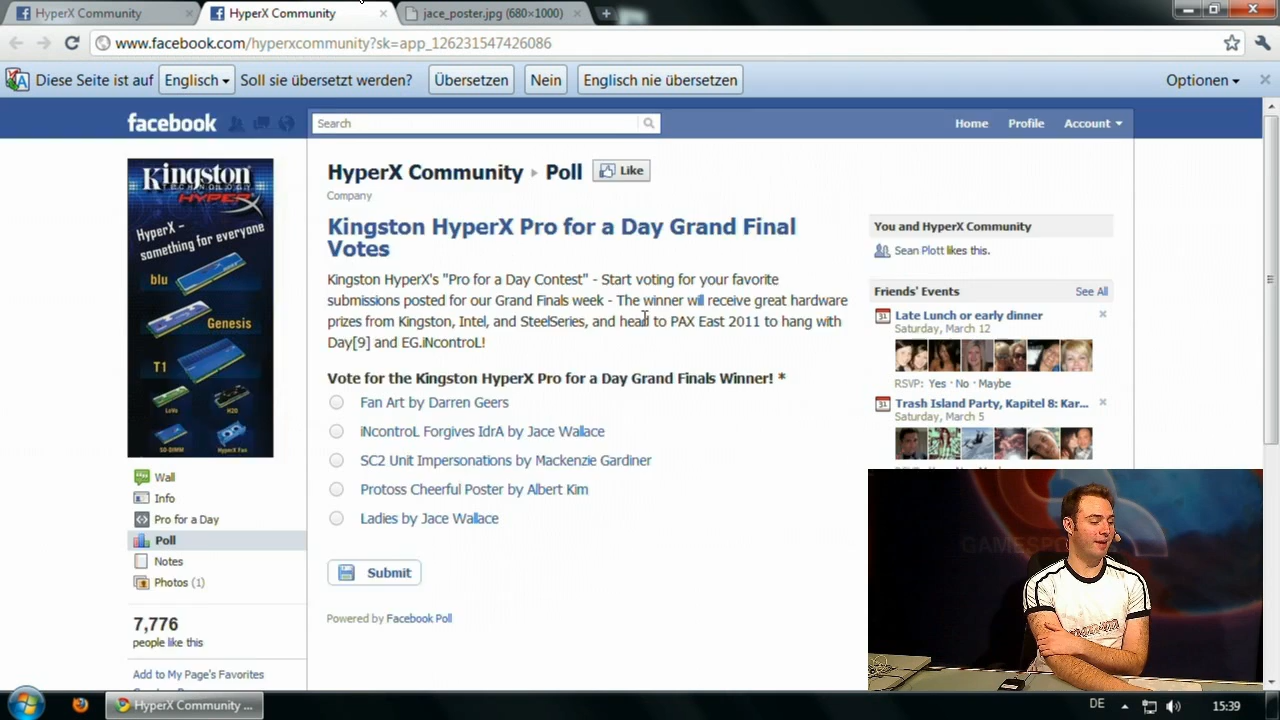 HyperX Community
HyperX Community
jace_poster.jpg (680×1000)
www.facebook.com/hyperxcommunity?sk=app_126231547426086
Diese Seite ist auf Englisch Soll sie übersetzt werden? Übersetzen Nein Englisch nie übersetzen Optionen
facebook Search Home Profile Account
Kingston
TECHNOLOGY
HYPERX
HyperX –
something for everyone
blu
Genesis
T1
LoVo H2O
SO-DIMM HyperX Fan
Wall
Info
Pro for a Day
Poll
Notes
Photos (1)
7,776
people like this
Add to My Page's Favorites
HyperX Community Poll Like
Company
Kingston HyperX Pro for a Day Grand Final
Votes
Kingston HyperX's "Pro for a Day Contest" - Start voting for your favorite
submissions posted for our Grand Finals week - The winner will receive great hardware
prizes from Kingston, Intel, and SteelSeries, and head to PAX East 2011 to hang with
Day[9] and EG.iNcontroL!
Vote for the Kingston HyperX Pro for a Day Grand Finals Winner! *
Fan Art by Darren Geers
iNcontroL Forgives IdrA by Jace Wallace
SC2 Unit Impersonations by Mackenzie Gardiner
Protoss Cheerful Poster by Albert Kim
Ladies by Jace Wallace
Submit
Powered by Facebook Poll
You and HyperX Community
Sean Plott likes this.
Friends' Events See All
Late Lunch or early dinner
Saturday, March 12
RSVP: Yes · No · Maybe
Trash Island Party, Kapitel 8: Kar...
Saturday, March 5
HyperX Community ...
DE
15:39